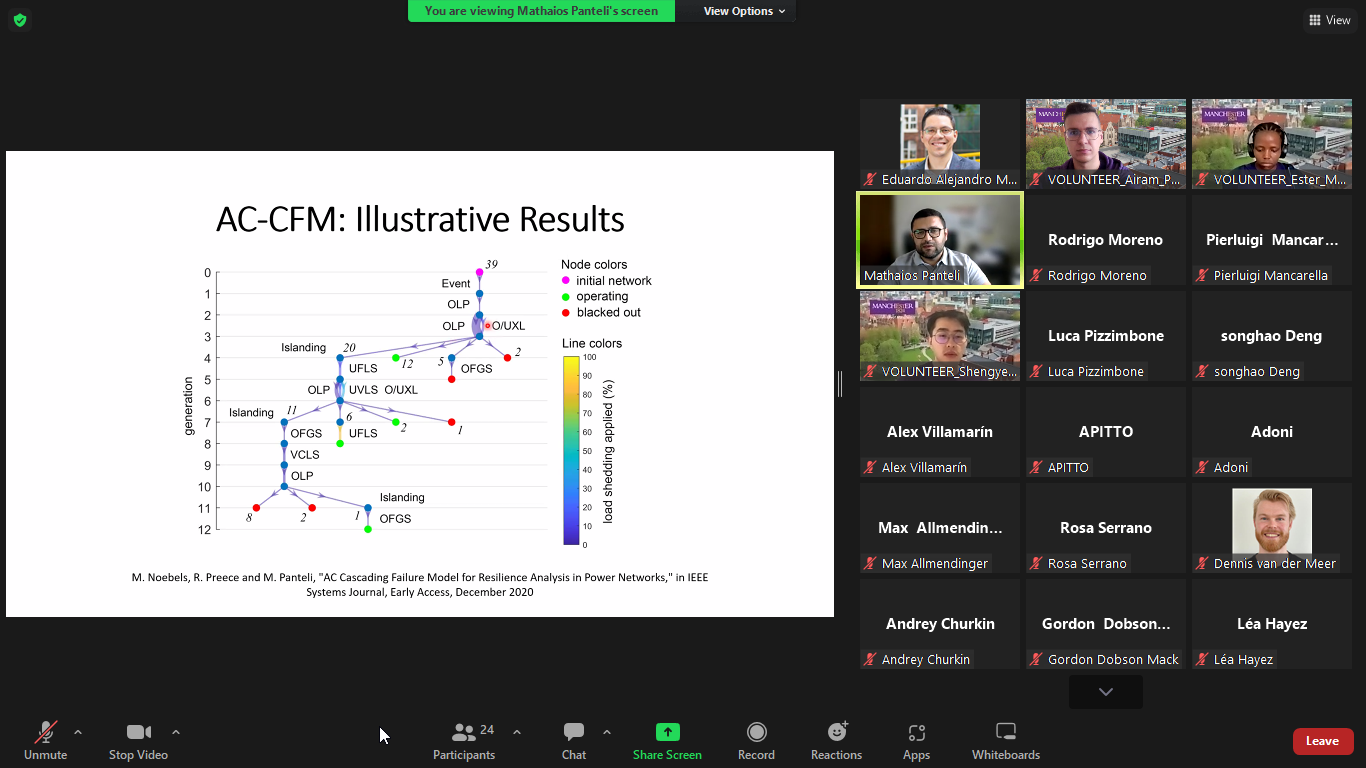 You are viewing Mathaios Panteli's screen
View Options
View
AC-CFM: Illustrative Results
generation
0
1
2
3
4
5
6
7
8
9
10
11
12
39
Event
OLP
OLP
O/UXL
Islanding
20
12
5
2
UFLS
OFGS
OLP
UVLS
O/UXL
Islanding
11
6
2
1
OFGS
UFLS
VCLS
OLP
8
2
1
Islanding
OFGS
Node colors
initial network
operating
blacked out
Line colors
100
90
80
70
60
50
40
30
20
10
0
load shedding applied (%)
M. Noebels, R. Preece and M. Panteli, "AC Cascading Failure Model for Resilience Analysis in Power Networks," in IEEE
Systems Journal, Early Access, December 2020
Eduardo Alejandro M...
MANCHESTER
1824
VOLUNTEER_Airam_P...
MANCHESTER
1824
VOLUNTEER_Ester_M...
Mathaios Panteli
Rodrigo Moreno
Rodrigo Moreno
Pierluigi Mancar...
Pierluigi Mancarella
MANCHESTER
1824
VOLUNTEER_Shengye...
Luca Pizzimbone
Luca Pizzimbone
songhao Deng
songhao Deng
Alex Villamarín
Alex Villamarín
APITTO
APITTO
Adoni
Adoni
Max Allmendin...
Max Allmendinger
Rosa Serrano
Rosa Serrano
Dennis van der Meer
Andrey Churkin
Andrey Churkin
Gordon Dobson...
Gordon Dobson Mack
Léa Hayez
Léa Hayez
Unmute
Stop Video
24
Participants
Chat
Share Screen
Record
Reactions
Apps
Whiteboards
Leave